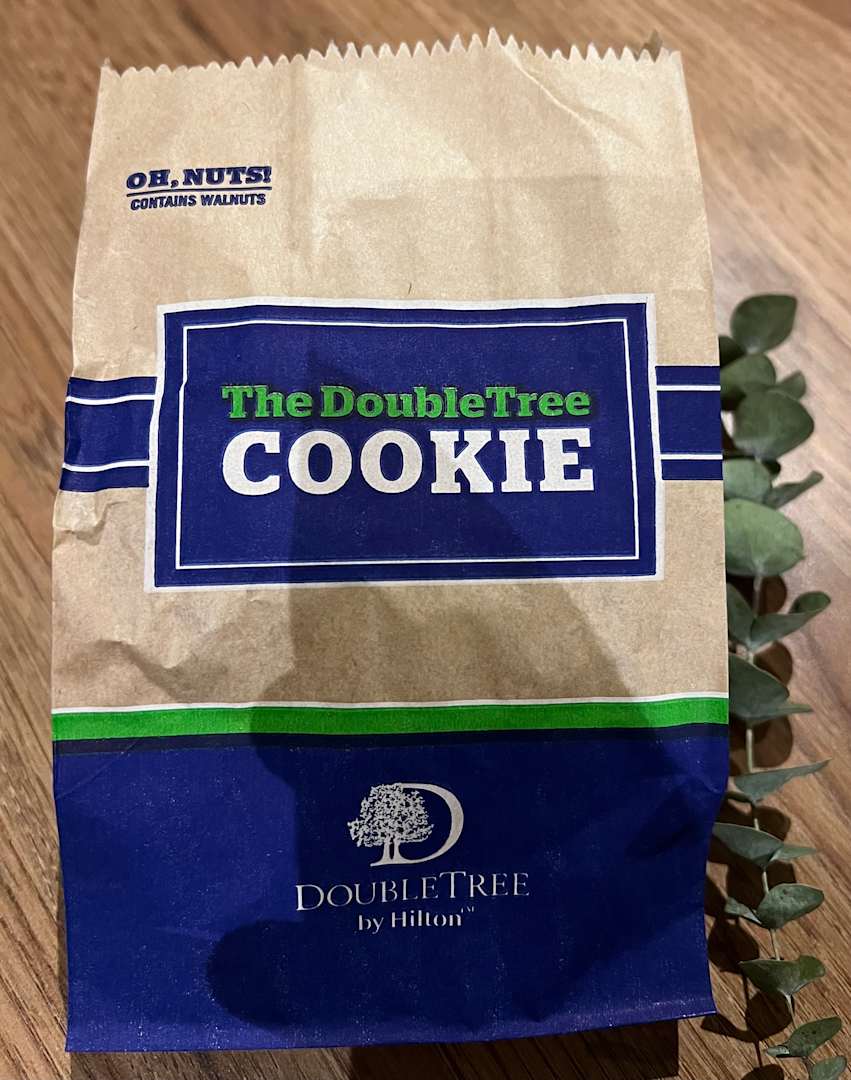 OH, NUTS!
CONTAINS WALNUTS
The DoubleTree
COOKIE
D
DOUBLETREE
by Hilton™